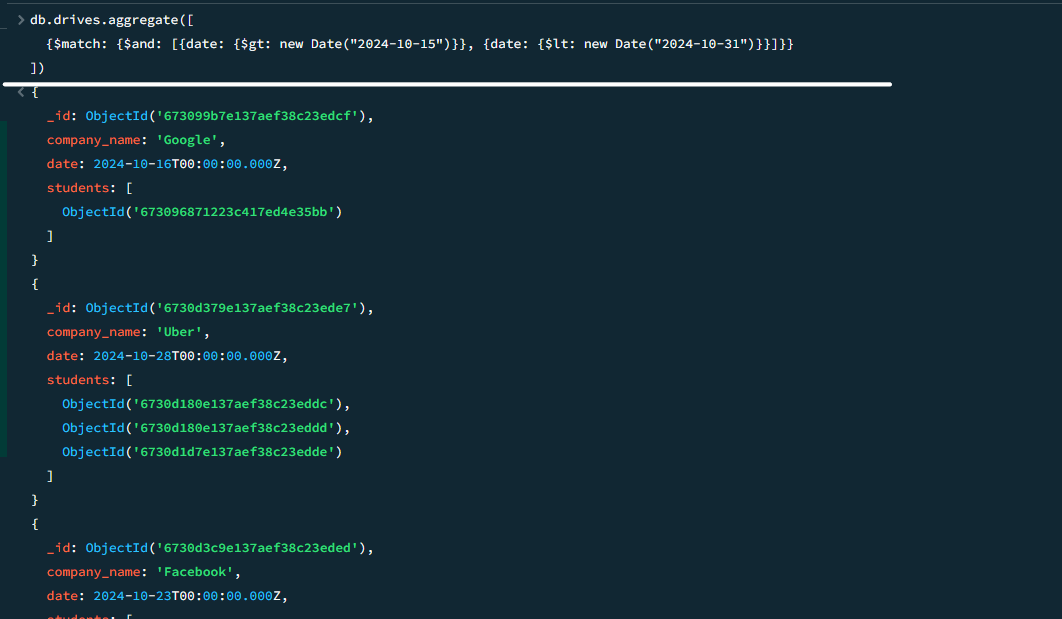 > db.drives.aggregate([
{$match: {$and: [{date: {$gt: new Date("2024-10-15")}}, {date: {$lt: new Date("2024-10-31")}}]}}
])
< {
_id: ObjectId('673099b7e137aef38c23edcf'),
company_name: 'Google',
date: 2024-10-16T00:00:00.000Z,
students: [
ObjectId('673096871223c417ed4e35bb')
]
}
{
_id: ObjectId('6730d379e137aef38c23ede7'),
company_name: 'Uber',
date: 2024-10-28T00:00:00.000Z,
students: [
ObjectId('6730d180e137aef38c23eddc'),
ObjectId('6730d180e137aef38c23eddd'),
ObjectId('6730d1d7e137aef38c23edde')
]
}
{
_id: ObjectId('6730d3c9e137aef38c23eded'),
company_name: 'Facebook',
date: 2024-10-23T00:00:00.000Z,
students: [